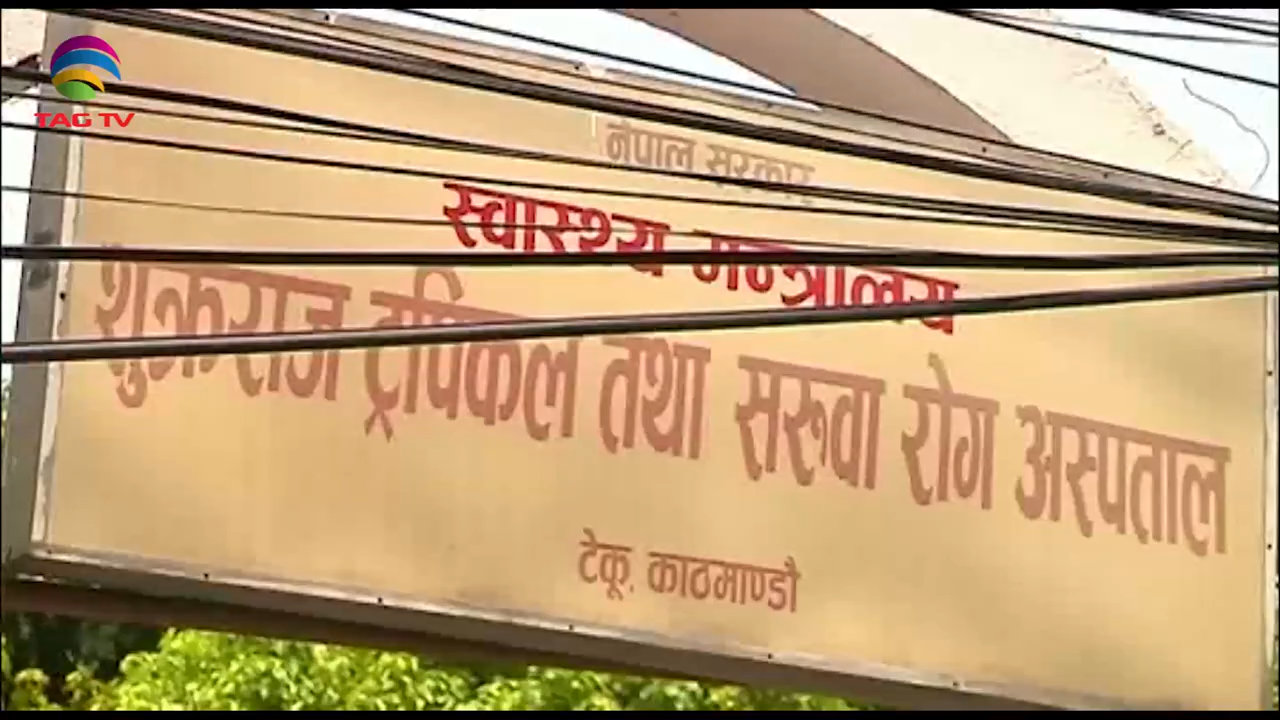 TAG TV
नेपाल सरकार
स्वास्थ्य मन्त्रालय
शुक्रराज ट्रपिकल तथा सरूवा रोग अस्पताल
टेकू, काठमाण्डौ